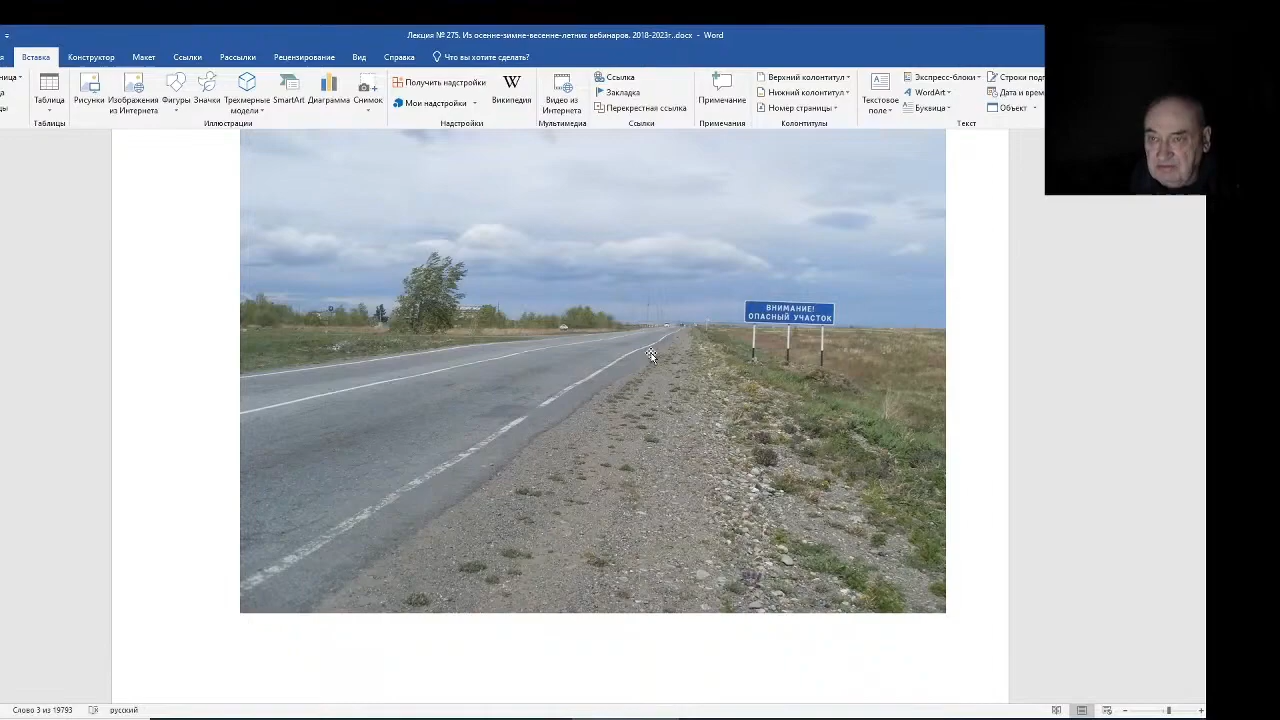 Лекция № 275. Из осенне-зимне-весенне-летних вебинаров. 2018-2023г..docx - Word
я Вставка Конструктор Макет Ссылки Рассылки Рецензирование Вид Справка Что вы хотите сделать?
Таблица
Таблицы
Рисунки
Изображения из Интернета
Фигуры
Значки
Трехмерные модели
SmartArt
Диаграмма
Снимок
Иллюстрации
Получить надстройки
Мои надстройки
W
Википедия
Надстройки
Видео из Интернета
Мультимедиа
Ссылка
Закладка
Перекрестная ссылка
Ссылки
Примечание
Примечания
Верхний колонтитул
Нижний колонтитул
Номер страницы
Колонтитулы
Текстовое поле
Экспресс-блоки
WordArt
Буквица
Строки подп
Дата и врем
Объект
Текст
ВНИМАНИЕ!
ОПАСНЫЙ УЧАСТОК
Слово 3 из 19793 русский